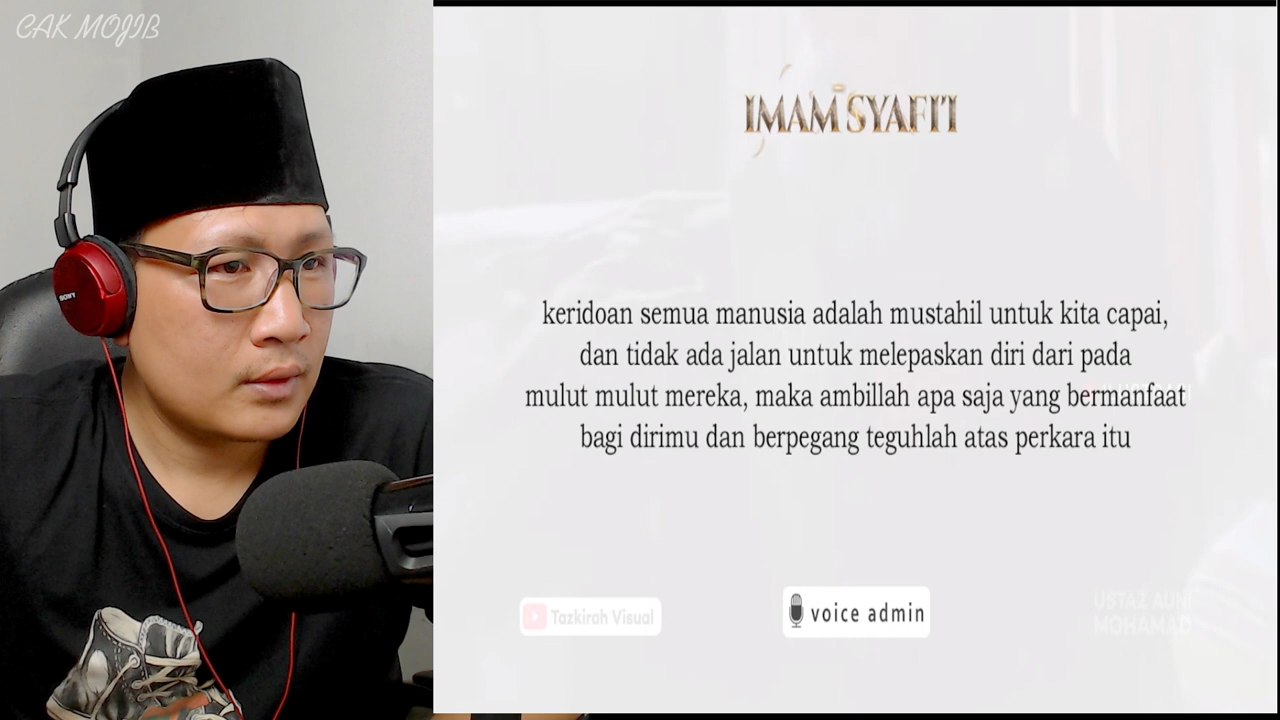 CAK MOJIB
IMAM SYAFI'I
keridoan semua manusia adalah mustahil untuk kita capai,
dan tidak ada jalan untuk melepaskan diri dari pada
mulut mulut mereka, maka ambillah apa saja yang bermanfaat
bagi dirimu dan berpegang teguhlah atas perkara itu
Tazkirah Visual
voice admin
USTAZ AUNI
MOHAMAD
SONY